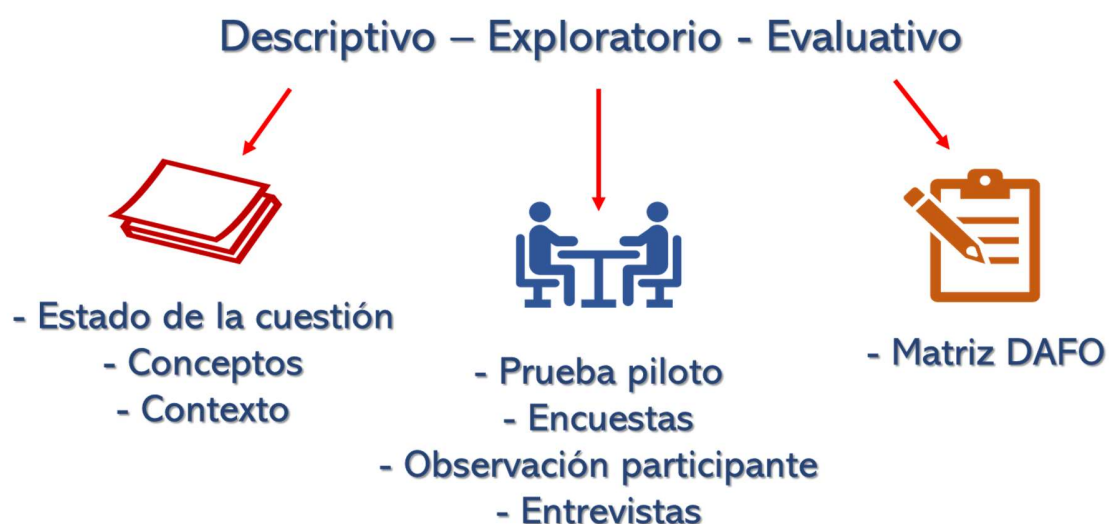 Descriptivo – Exploratorio - Evaluativo
- Estado de la cuestión
- Conceptos
- Contexto
- Prueba piloto
- Encuestas
- Observación participante
- Entrevistas
- Matriz DAFO